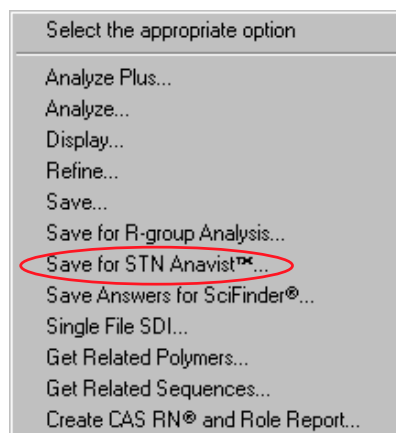 Select the appropriate option
Analyze Plus...
Analyze...
Display...
Refine...
Save...
Save for R-group Analysis...
Save for STN Anavist™...
Save Answers for SciFinder®...
Single File SDI...
Get Related Polymers...
Get Related Sequences...
Create CAS RN® and Role Report...